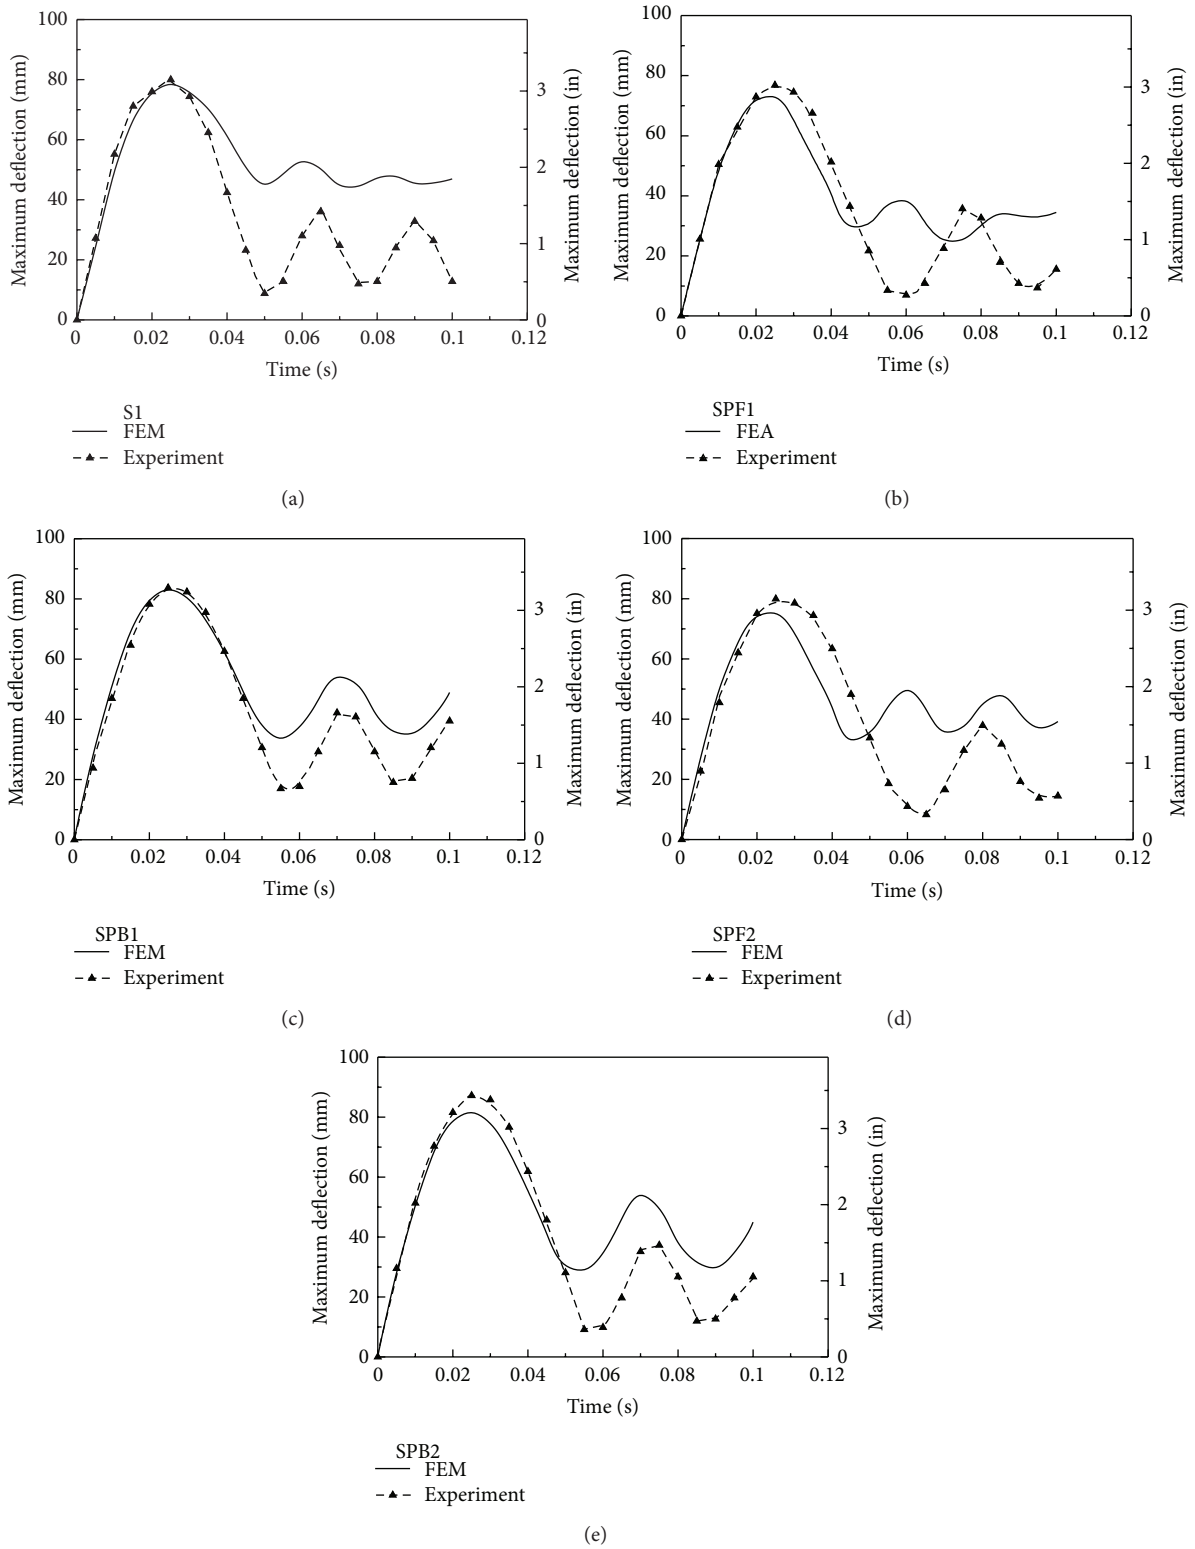 100
80
60
40
20
0
Maximum deflection (mm)
3
2
1
0
Maximum deflection (in)
0 0.02 0.04 0.06 0.08 0.1 0.12
Time (s)
S1
FEM
Experiment
(a)
100
80
60
40
20
0
Maximum deflection (mm)
3
2
1
0
Maximum deflection (in)
0 0.02 0.04 0.06 0.08 0.1 0.12
Time (s)
SPF1
FEA
Experiment
(b)
100
80
60
40
20
0
Maximum deflection (mm)
3
2
1
0
Maximum deflection (in)
0 0.02 0.04 0.06 0.08 0.1 0.12
Time (s)
SPB1
FEM
Experiment
(c)
100
80
60
40
20
0
Maximum deflection (mm)
3
2
1
0
Maximum deflection (in)
0 0.02 0.04 0.06 0.08 0.1 0.12
Time (s)
SPF2
FEM
Experiment
(d)
100
80
60
40
20
0
Maximum deflection (mm)
3
2
1
0
Maximum deflection (in)
0 0.02 0.04 0.06 0.08 0.1 0.12
Time (s)
SPB2
FEM
Experiment
(e)